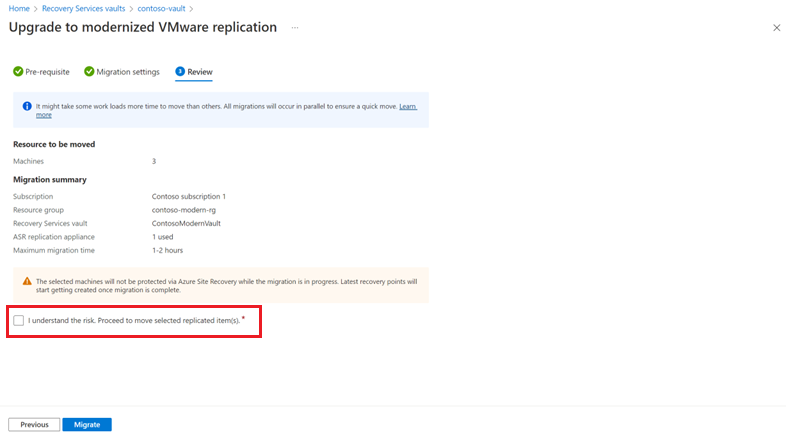 Home > Recovery Services vaults > contoso-vault >
Upgrade to modernized VMware replication ...
Pre-requisite Migration settings 3 Review
It might take some work loads more time to move than others. All migrations will occur in parallel to ensure a quick move. Learn
more
Resource to be moved
Machines 3
Migration summary
Subscription Contoso subscription 1
Resource group contoso-modern-rg
Recovery Services vault ContosoModernVault
ASR replication appliance 1 used
Maximum migration time 1-2 hours
The selected machines will not be protected via Azure Site Recovery while the migration is in progress. Latest recovery points will
start getting created once migration is complete.
I understand the risk. Proceed to move selected replicated item(s). *
Previous Migrate